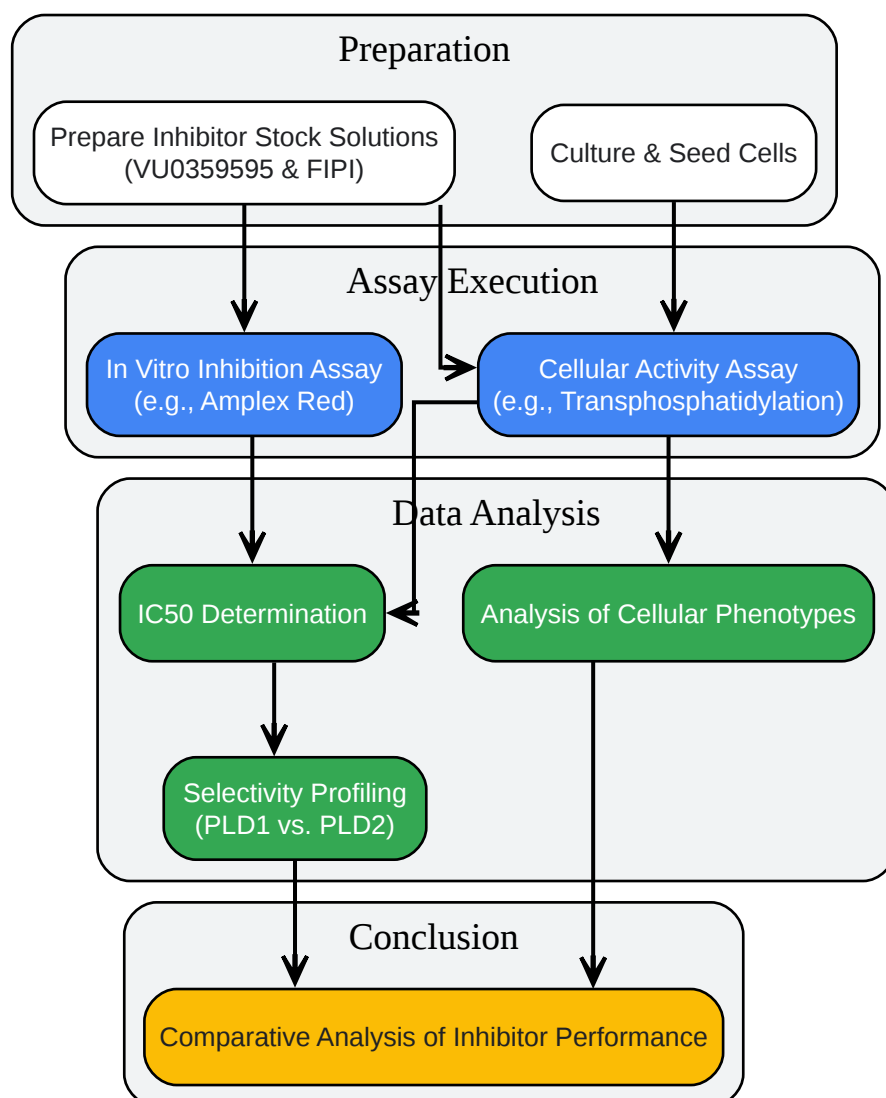 Preparation
Prepare Inhibitor Stock Solutions
(VU0359595 & FIPI)
Culture & Seed Cells
Assay Execution
In Vitro Inhibition Assay
(e.g., Amplex Red)
Cellular Activity Assay
(e.g., Transphosphatidylation)
Data Analysis
IC50 Determination
Analysis of Cellular Phenotypes
Selectivity Profiling
(PLD1 vs. PLD2)
Conclusion
Comparative Analysis of Inhibitor Performance